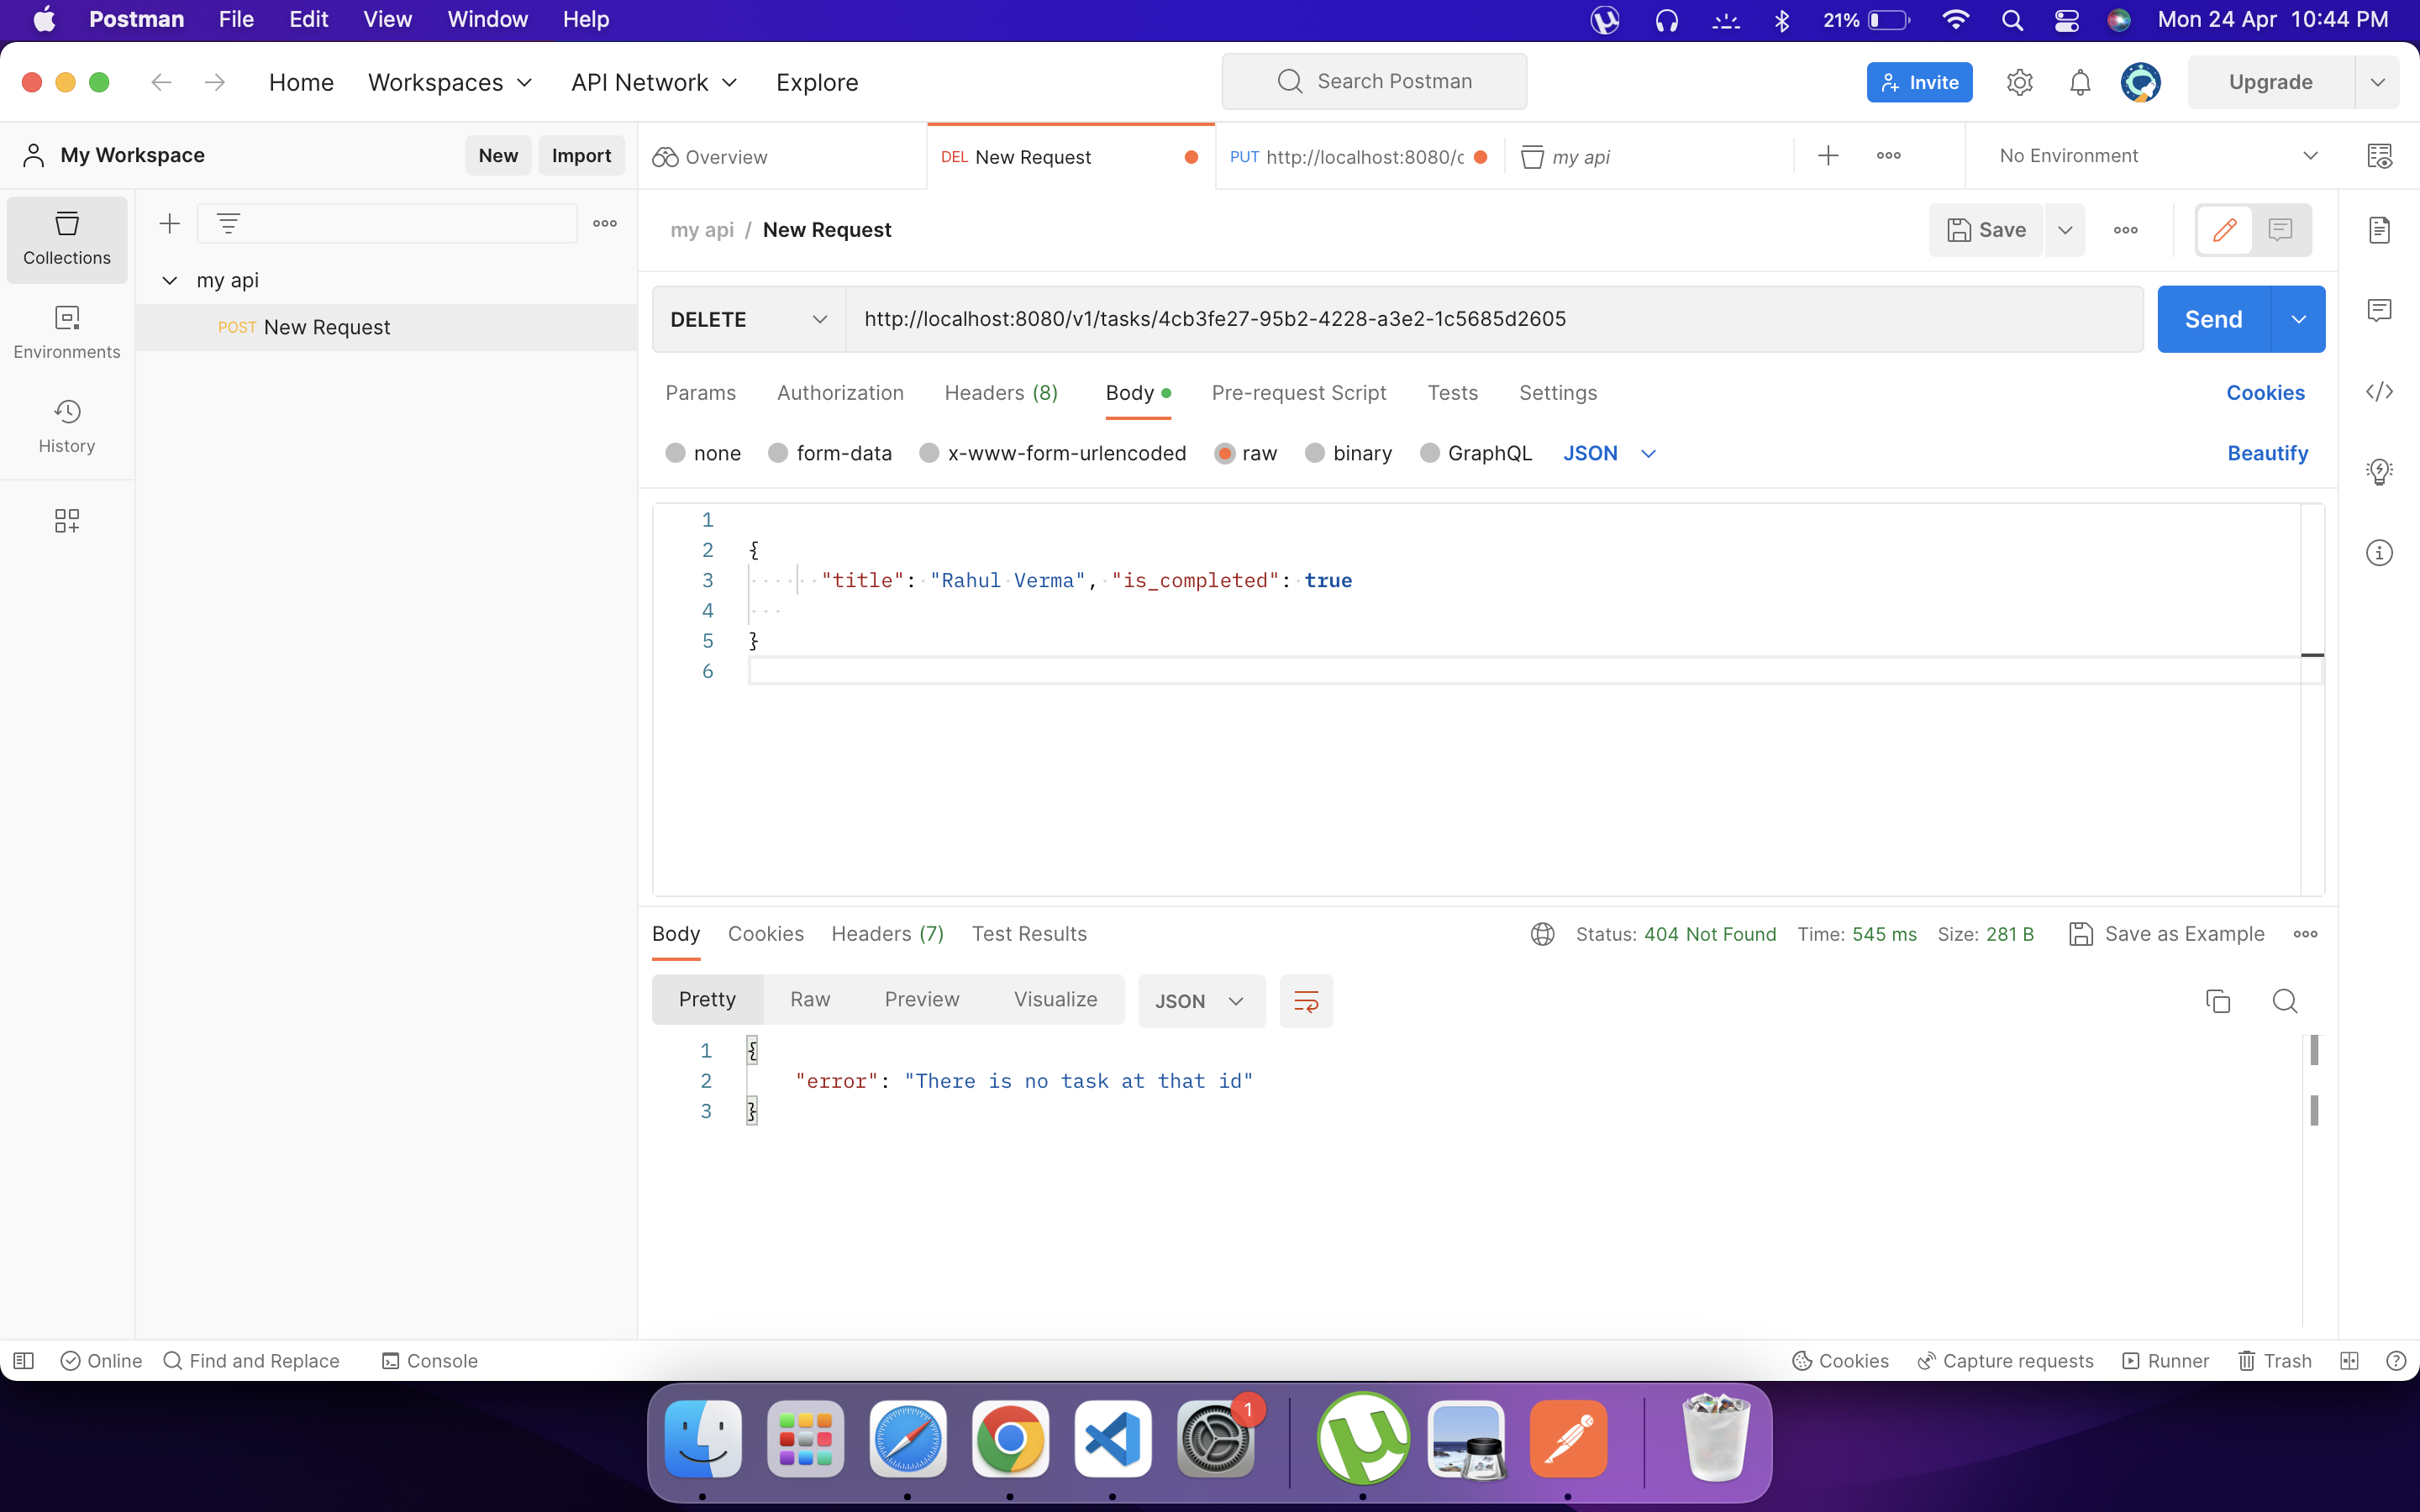 Postman File Edit View Window Help 21% Mon 24 Apr 10:44 PM
Home Workspaces API Network Explore Search Postman Invite Upgrade
My Workspace New Import Overview DEL New Request PUT http://localhost:8080/c my api No Environment
Collections
Environments
History
my api
POST New Request
my api / New Request Save
DELETE http://localhost:8080/v1/tasks/4cb3fe27-95b2-4228-a3e2-1c5685d2605 Send
Params Authorization Headers (8) Body Pre-request Script Tests Settings Cookies
none form-data x-www-form-urlencoded raw binary GraphQL JSON Beautify
1
2 {
3 "title": "Rahul Verma", "is_completed": true
4
5 }
6
Body Cookies Headers (7) Test Results Status: 404 Not Found Time: 545 ms Size: 281 B Save as Example
Pretty Raw Preview Visualize JSON
1 {
2 "error": "There is no task at that id"
3 }
Online Find and Replace Console Cookies Capture requests Runner Trash
1